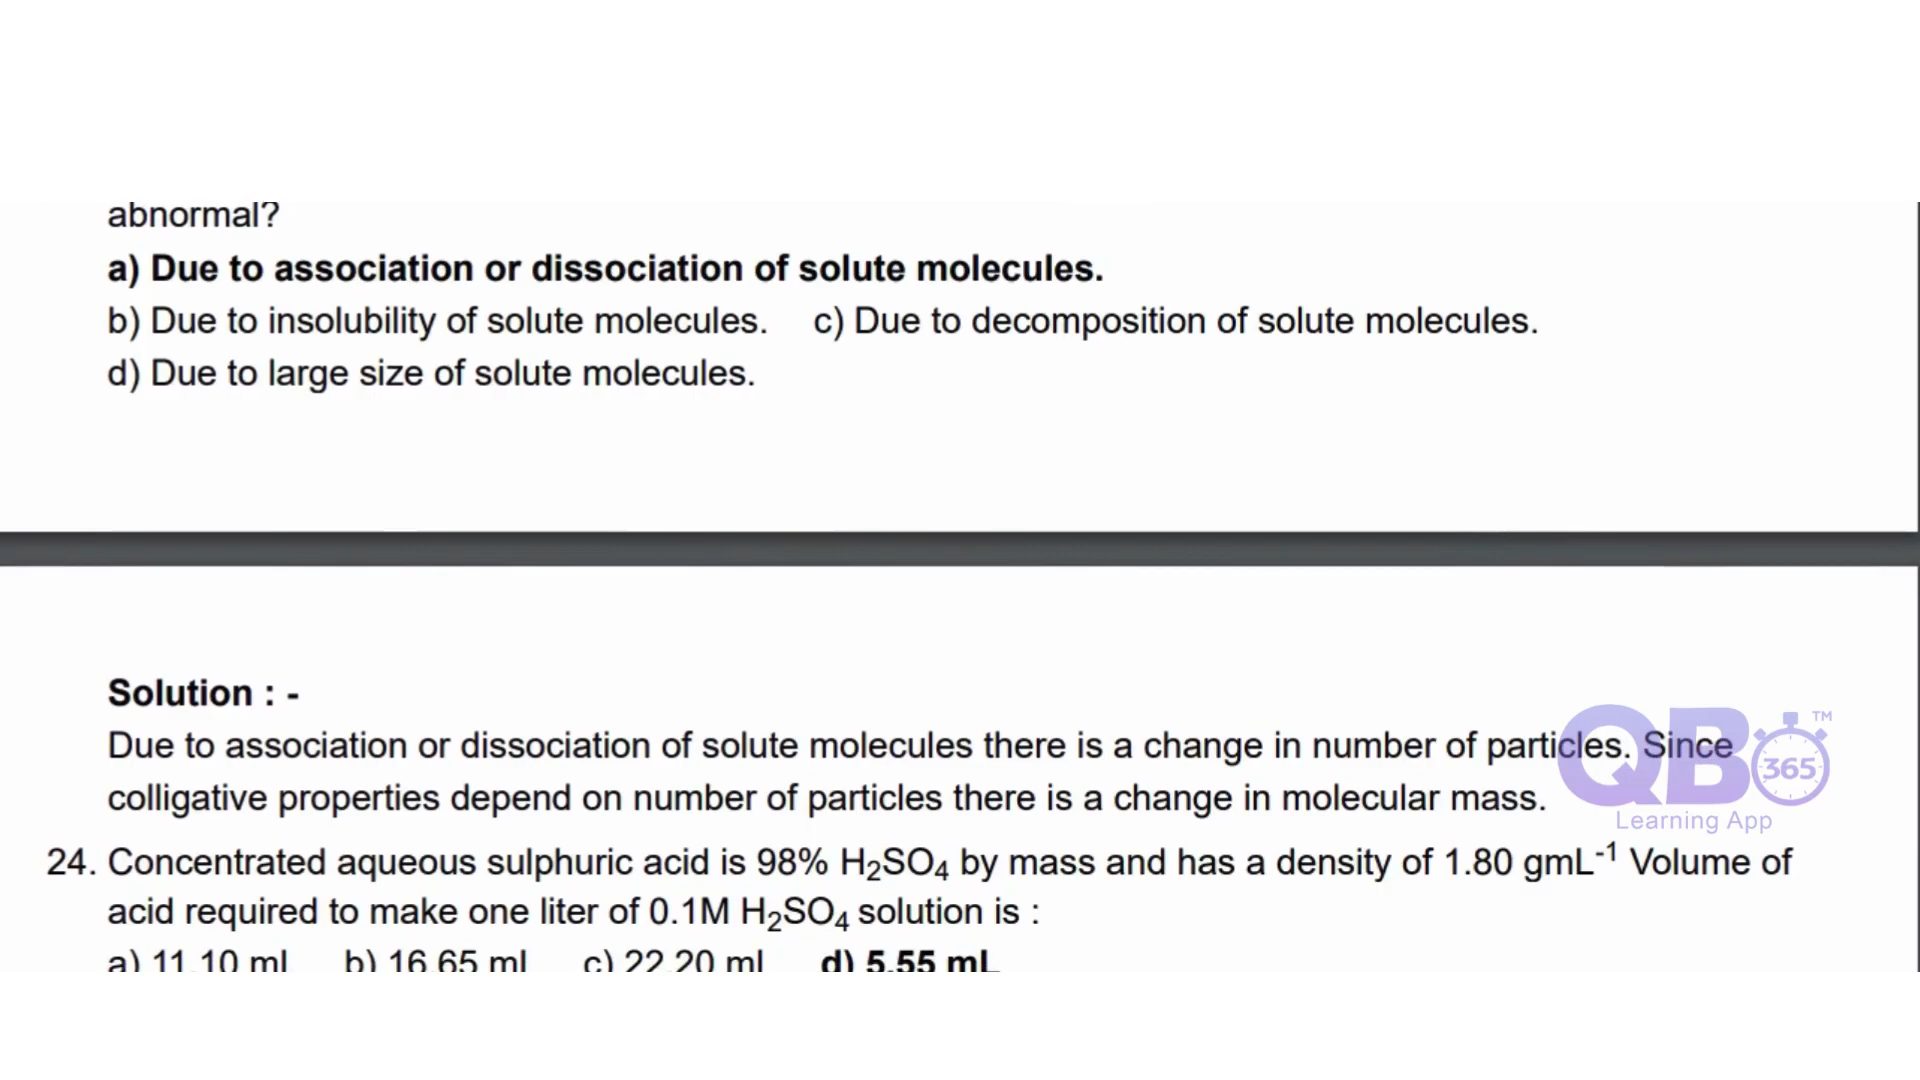 abnormal?
a) Due to association or dissociation of solute molecules.
b) Due to insolubility of solute molecules. c) Due to decomposition of solute molecules.
d) Due to large size of solute molecules.
Solution : -
Due to association or dissociation of solute molecules there is a change in number of particles. Since
colligative properties depend on number of particles there is a change in molecular mass.
QB365™
Learning App
24. Concentrated aqueous sulphuric acid is 98% H₂SO₄ by mass and has a density of 1.80 gmL⁻¹ Volume of
acid required to make one liter of 0.1M H₂SO₄ solution is :
a) 11.10 mL b) 16.65 mL c) 22.20 mL d) 5.55 mL